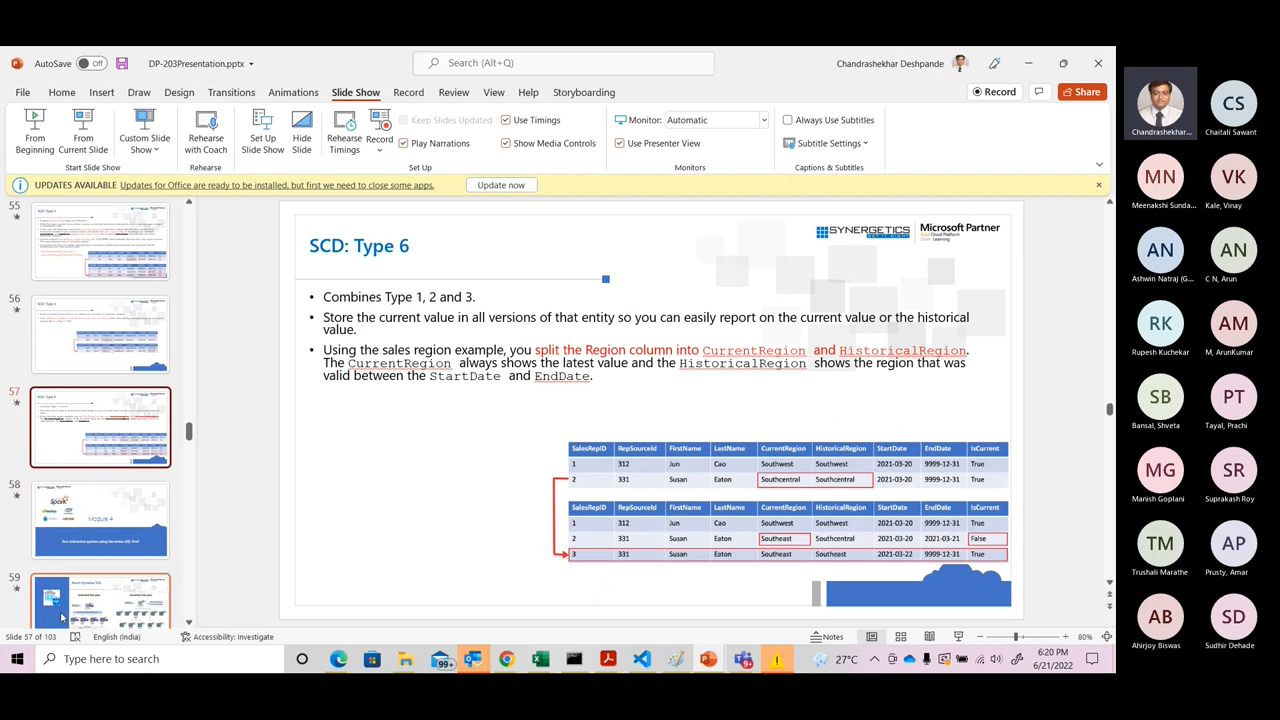 AutoSave Off DP-203Presentation.pptx Search (Alt+Q) Chandrashekhar Deshpande
File Home Insert Draw Design Transitions Animations Slide Show Record Review View Help Storyboarding Record Share
From Beginning
From Current Slide
Custom Slide Show
Start Slide Show
Rehearse with Coach
Rehearse
Set Up Slide Show
Hide Slide
Rehearse Timings
Record
Keep Slides Updated
Play Narrations
Use Timings
Show Media Controls
Set Up
Monitor: Automatic
Use Presenter View
Monitors
Always Use Subtitles
Subtitle Settings
Captions & Subtitles
UPDATES AVAILABLE Updates for Office are ready to be installed, but first we need to close some apps. Update now
55
56
57
58
Spark
Module 4
Run interactive queries using Serverless SQL Pool
59
SCD: Type 6
SYNERGETICS
GET IT RIGHT
Microsoft Partner
• Combines Type 1, 2 and 3.
• Store the current value in all versions of the entity so you can easily report on the current value or the historical
value.
• Using the sales region example, you split the Region column into CurrentRegion and HistoricalRegion.
The CurrentRegion always shows the latest value and the HistoricalRegion shows the region that was
valid between the StartDate and EndDate.
SalesRepID RepSourceId FirstName LastName CurrentRegion HistoricalRegion StartDate EndDate IsCurrent
1 312 Jun Cao Southwest Southwest 2021-03-20 9999-12-31 True
2 331 Susan Eaton Southcentral Southcentral 2021-03-20 9999-12-31 True
SalesRepID RepSourceId FirstName LastName CurrentRegion HistoricalRegion StartDate EndDate IsCurrent
1 312 Jun Cao Southwest Southwest 2021-03-20 9999-12-31 True
2 331 Susan Eaton Southeast Southcentral 2021-03-20 2021-03-21 False
3 331 Susan Eaton Southeast Southeast 2021-03-22 9999-12-31 True
Slide 57 of 103 English (India) Accessibility: Investigate Notes 80%
Type here to search 99+ 9+ 27°C 6:20 PM
6/21/2022
Chandrashekhar...
CS
Chaitali Sawant
MN
Meenakshi Sunda...
VK
Kale, Vinay
AN
Ashwin Natraj (G...
AN
C N, Arun
RK
Rupesh Kuchekar
AM
M, ArunKumar
SB
Bansal, Shveta
PT
Tayal, Prachi
MG
Manish Goplani
SR
Suprakash Roy
TM
Trushali Marathe
AP
Prusty, Amar
AB
Ahirjoy Biswas
SD
Sudhir Dehade